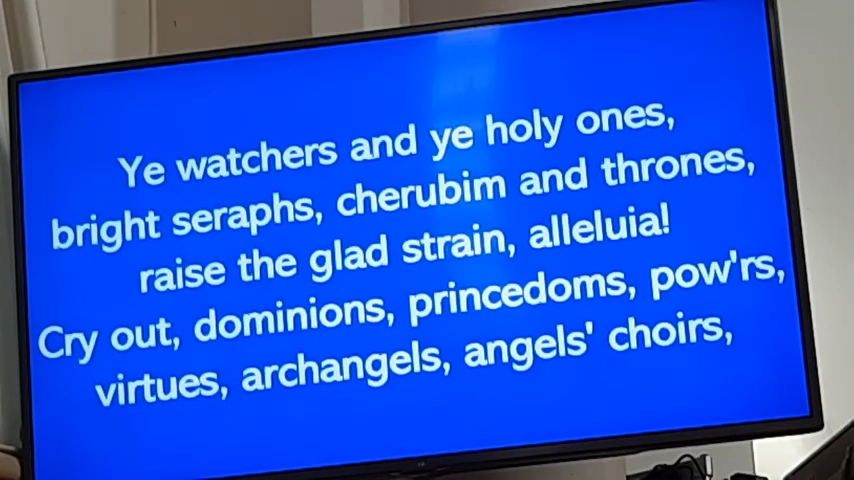 Ye watchers and ye holy ones,
bright seraphs, cherubim and thrones,
raise the glad strain, alleluia!
Cry out, dominions, princedoms, pow'rs,
virtues, archangels, angels' choirs,